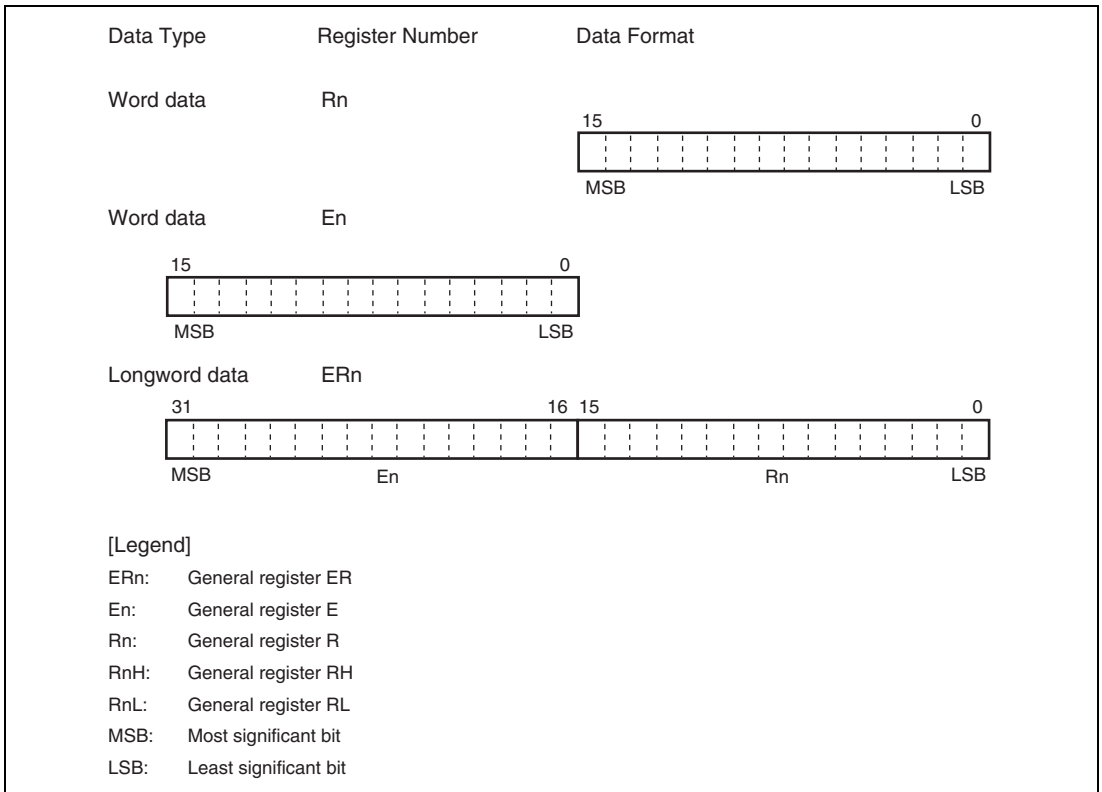 Data Type Register Number Data Format
Word data Rn
15 0
MSB LSB
Word data En
15 0
MSB LSB
Longword data ERn
31 16 15 0
MSB En Rn LSB
[Legend]
ERn: General register ER
En: General register E
Rn: General register R
RnH: General register RH
RnL: General register RL
MSB: Most significant bit
LSB: Least significant bit